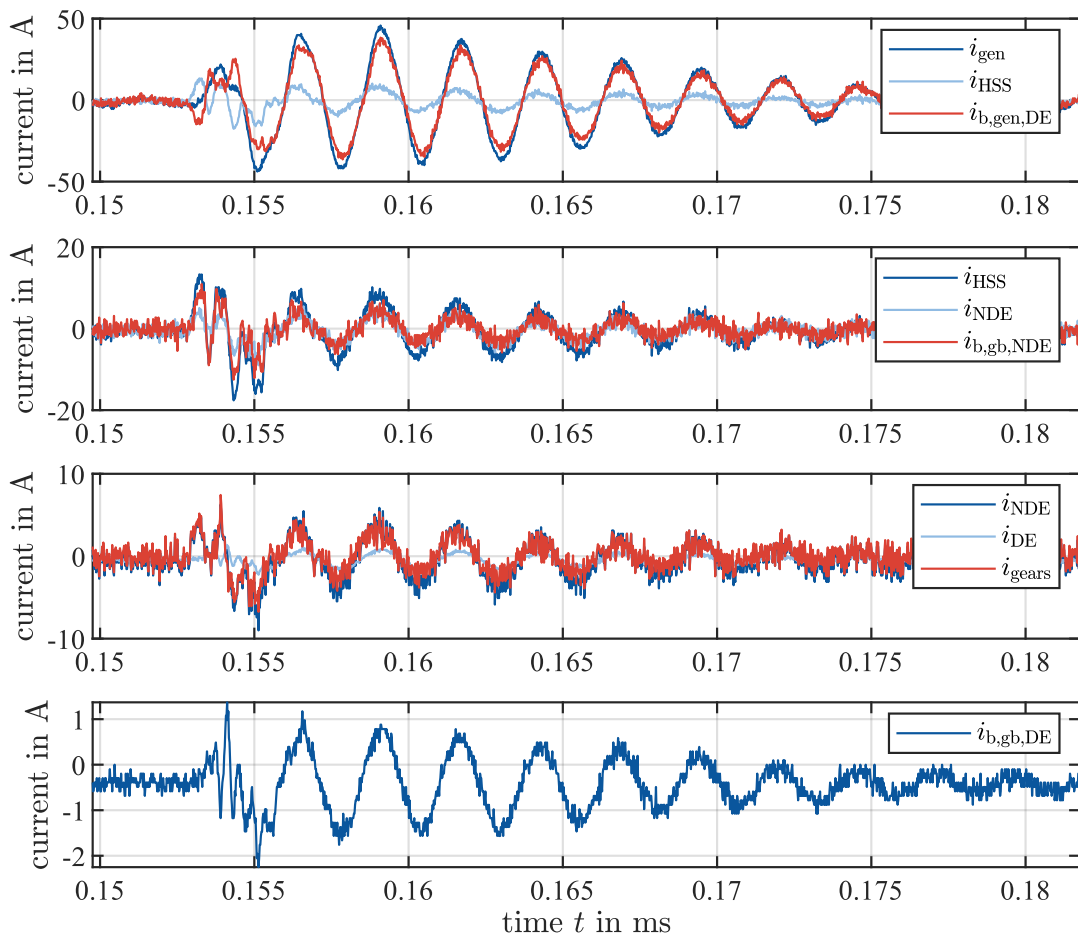 current in A
50
0
-50
i_gen
i_HSS
i_b,gen,DE
0.15 0.155 0.16 0.165 0.17 0.175 0.18
current in A
20
0
-20
i_HSS
i_NDE
i_b,gb,NDE
0.15 0.155 0.16 0.165 0.17 0.175 0.18
current in A
10
0
-10
i_NDE
i_DE
i_gears
0.15 0.155 0.16 0.165 0.17 0.175 0.18
current in A
1
0
-1
-2
i_b,gb,DE
0.15 0.155 0.16 0.165 0.17 0.175 0.18
time t in ms